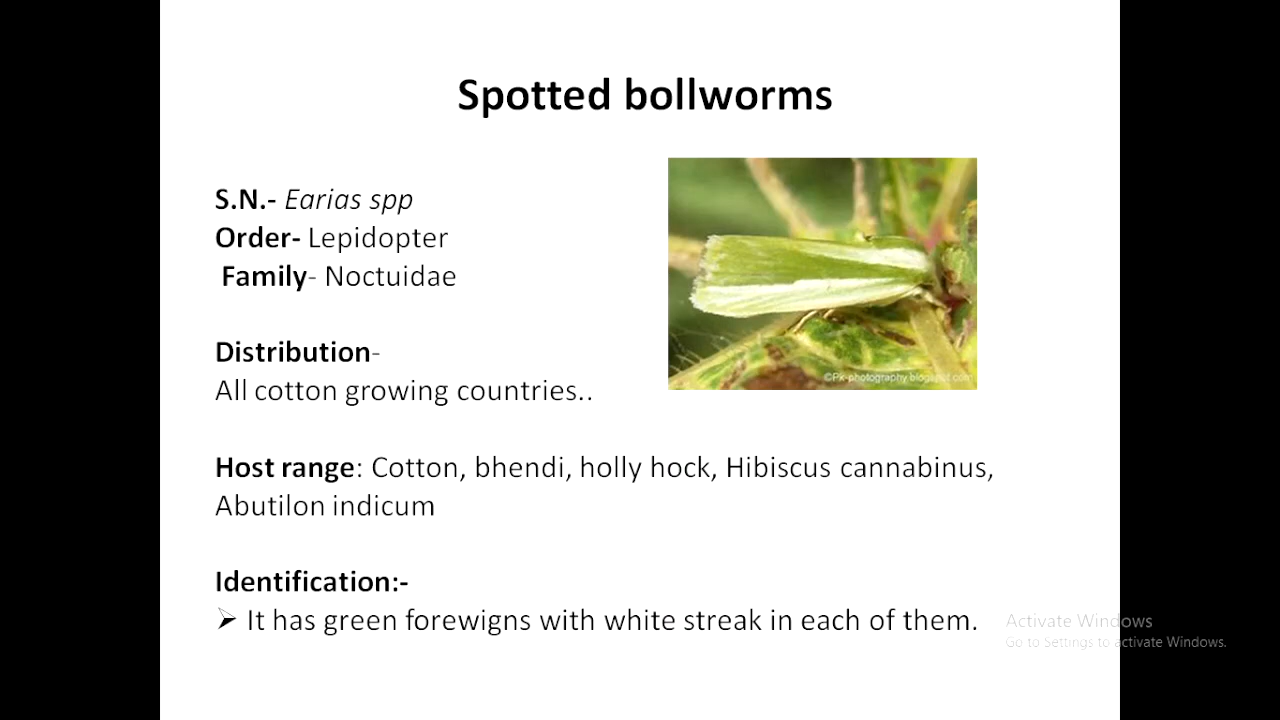 Spotted bollworms
S.N.- Earias spp
Order- Lepidopter
Family- Noctuidae
Distribution-
All cotton growing countries..
©Pk-photography.blogspot.com
Host range: Cotton, bhendi, holly hock, Hibiscus cannabinus,
Abutilon indicum
Identification:-
➢ It has green forewigns with white streak in each of them.
Activate Windows
Go to Settings to activate Windows.